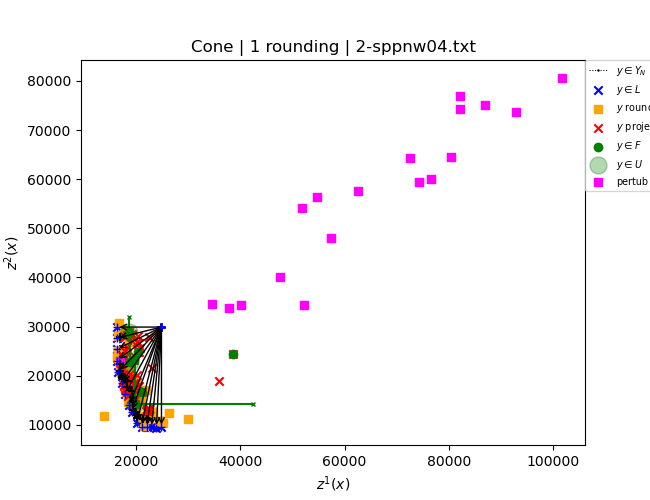 Cone | 1 rounding | 2-sppnw04.txt
80000
70000
60000
50000
40000
30000
20000
10000
z²(x)
20000 40000 60000 80000 100000
z¹(x)
y ∈ Y_N
y ∈ L
y roun
y proje
y ∈ F
y ∈ U
pertub